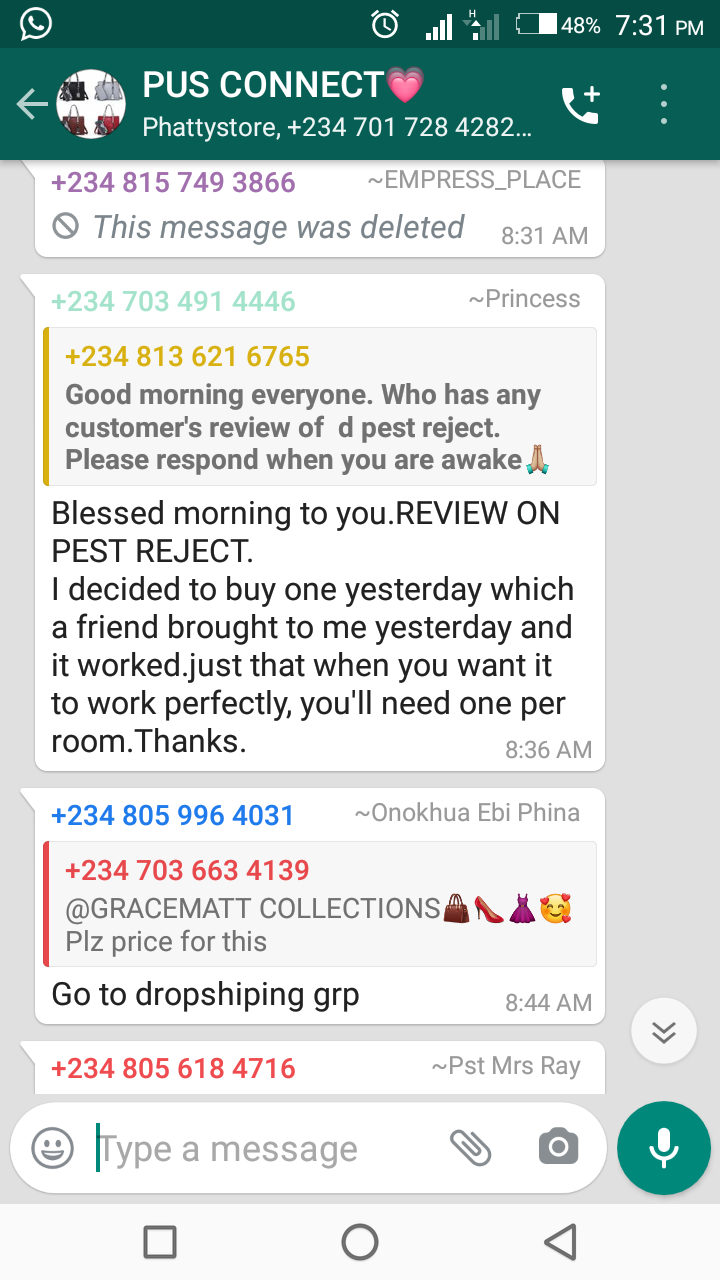 H
48% 7:31 PM
PUS CONNECT💗
Phattystore, +234 701 728 4282...
+234 815 749 3866 ~EMPRESS_PLACE
This message was deleted 8:31 AM
+234 703 491 4446 ~Princess
+234 813 621 6765
Good morning everyone. Who has any
customer's review of  d pest reject.
Please respond when you are awake🙏🏼
Blessed morning to you.REVIEW ON
PEST REJECT.
I decided to buy one yesterday which
a friend brought to me yesterday and
it worked.just that when you want it
to work perfectly, you'll need one per
room.Thanks. 8:36 AM
+234 805 996 4031 ~Onokhua Ebi Phina
+234 703 663 4139
@GRACEMATT COLLECTIONS👜👠👗🥰
Plz price for this
Go to dropshiping grp 8:44 AM
+234 805 618 4716 ~Pst Mrs Ray
Type a message